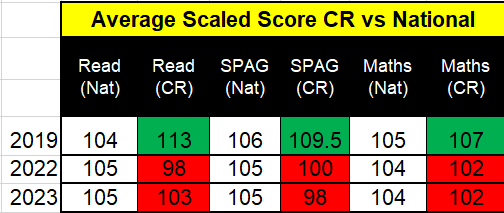 Average Scaled Score CR vs National
Read (Nat) Read (CR) SPAG (Nat) SPAG (CR) Maths (Nat) Maths (CR)
2019 104 113 106 109.5 105 107
2022 105 98 105 100 104 102
2023 105 103 105 98 104 102